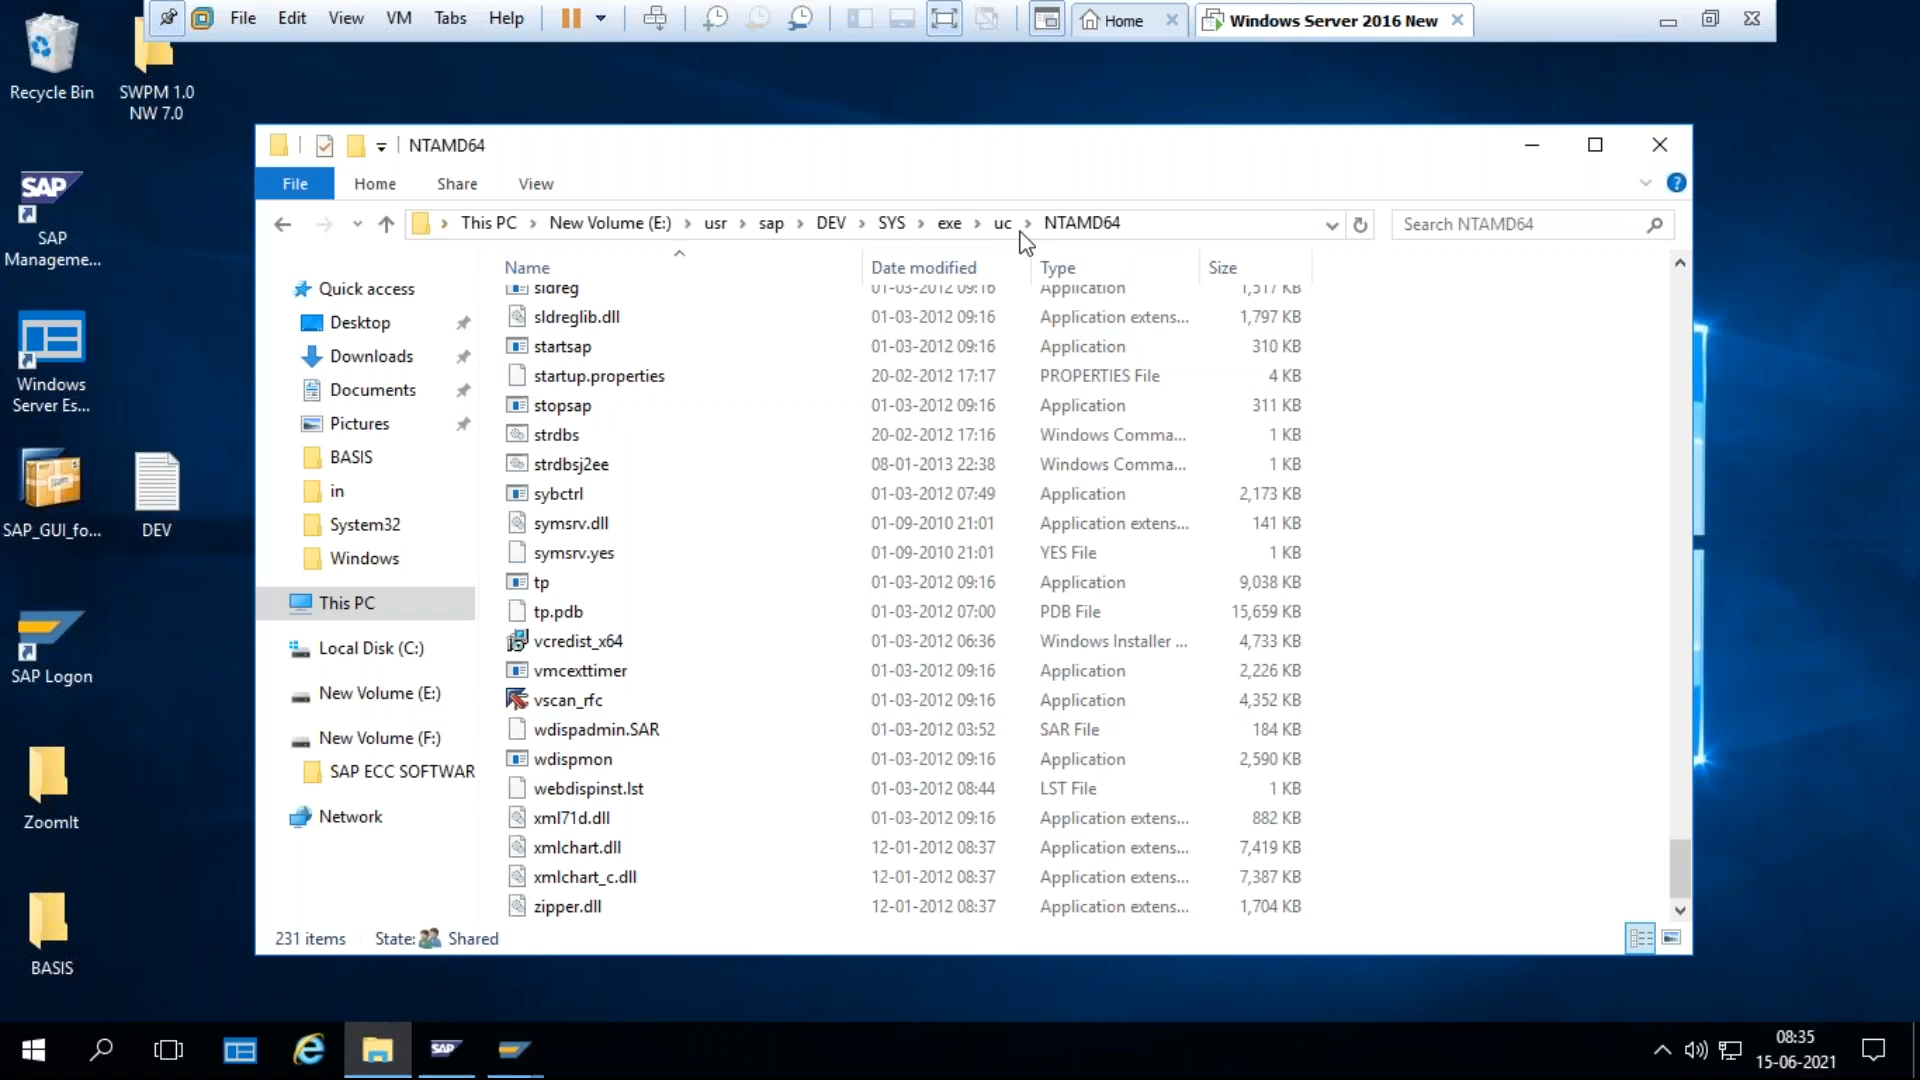 File Edit View VM Tabs Help
Home
Windows Server 2016 New
Recycle Bin
SWPM 1.0
NW 7.0
SAP
SAP
Manageme...
Windows
Server Es...
SAP_GUI_fo...
DEV
SAP Logon
ZoomIt
BASIS
NTAMD64
File Home Share View
This PC New Volume (E:) usr sap DEV SYS exe uc NTAMD64
Search NTAMD64
Quick access
Desktop
Downloads
Documents
Pictures
BASIS
in
System32
Windows
This PC
Local Disk (C:)
New Volume (E:)
New Volume (F:)
SAP ECC SOFTWAR
Network
Name Date modified Type Size
sldreg 01-03-2012 09:16 Application 1,517 KB
sldreglib.dll 01-03-2012 09:16 Application extens... 1,797 KB
startsap 01-03-2012 09:16 Application 310 KB
startup.properties 20-02-2012 17:17 PROPERTIES File 4 KB
stopsap 01-03-2012 09:16 Application 311 KB
strdbs 20-02-2012 17:16 Windows Comma... 1 KB
strdbsj2ee 08-01-2013 22:38 Windows Comma... 1 KB
sybctrl 01-03-2012 07:49 Application 2,173 KB
symsrv.dll 01-09-2010 21:01 Application extens... 141 KB
symsrv.yes 01-09-2010 21:01 YES File 1 KB
tp 01-03-2012 09:16 Application 9,038 KB
tp.pdb 01-03-2012 07:00 PDB File 15,659 KB
vcredist_x64 01-03-2012 06:36 Windows Installer ... 4,733 KB
vmcexttimer 01-03-2012 09:16 Application 2,226 KB
vscan_rfc 01-03-2012 09:16 Application 4,352 KB
wdispadmin.SAR 01-03-2012 03:52 SAR File 184 KB
wdispmon 01-03-2012 09:16 Application 2,590 KB
webdispinst.lst 01-03-2012 08:44 LST File 1 KB
xml71d.dll 01-03-2012 09:16 Application extens... 882 KB
xmlchart.dll 12-01-2012 08:37 Application extens... 7,419 KB
xmlchart_c.dll 12-01-2012 08:37 Application extens... 7,387 KB
zipper.dll 12-01-2012 08:37 Application extens... 1,704 KB
231 items State: Shared
SAP
08:35
15-06-2021